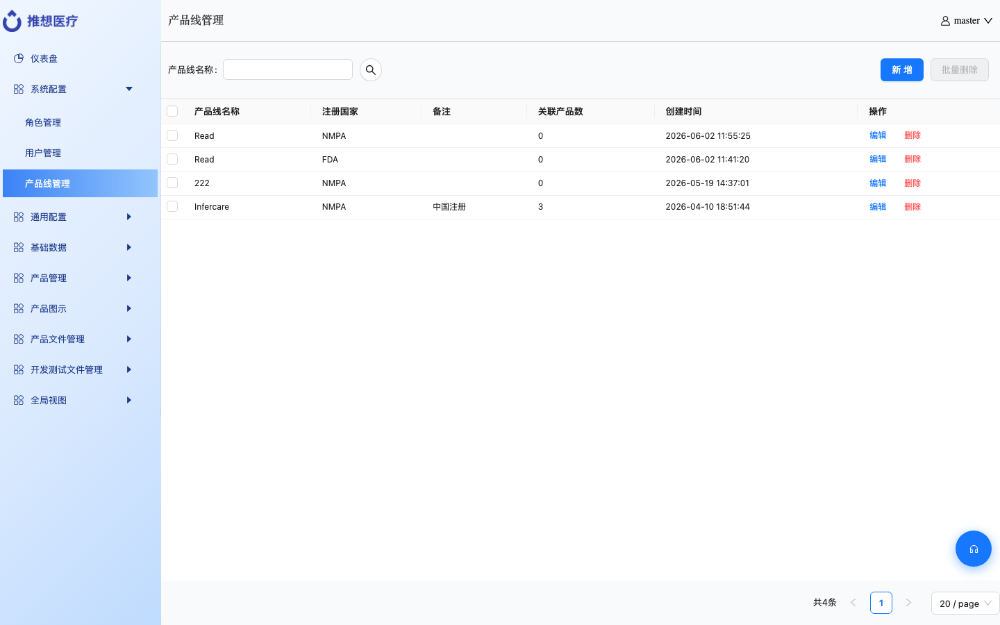 推想医疗
仪表盘
系统配置
角色管理
用户管理
产品线管理
通用配置
基础数据
产品管理
产品图示
产品文件管理
开发测试文件管理
全局视图
产品线管理
master
产品线名称：
新 增
批量删除
产品线名称 注册国家 备注 关联产品数 创建时间 操作
Read NMPA 0 2026-06-02 11:55:25 编辑 删除
Read FDA 0 2026-06-02 11:41:20 编辑 删除
222 NMPA 0 2026-05-19 14:37:01 编辑 删除
Infercare NMPA 中国注册 3 2026-04-10 18:51:44 编辑 删除
共4条 1 20 / page